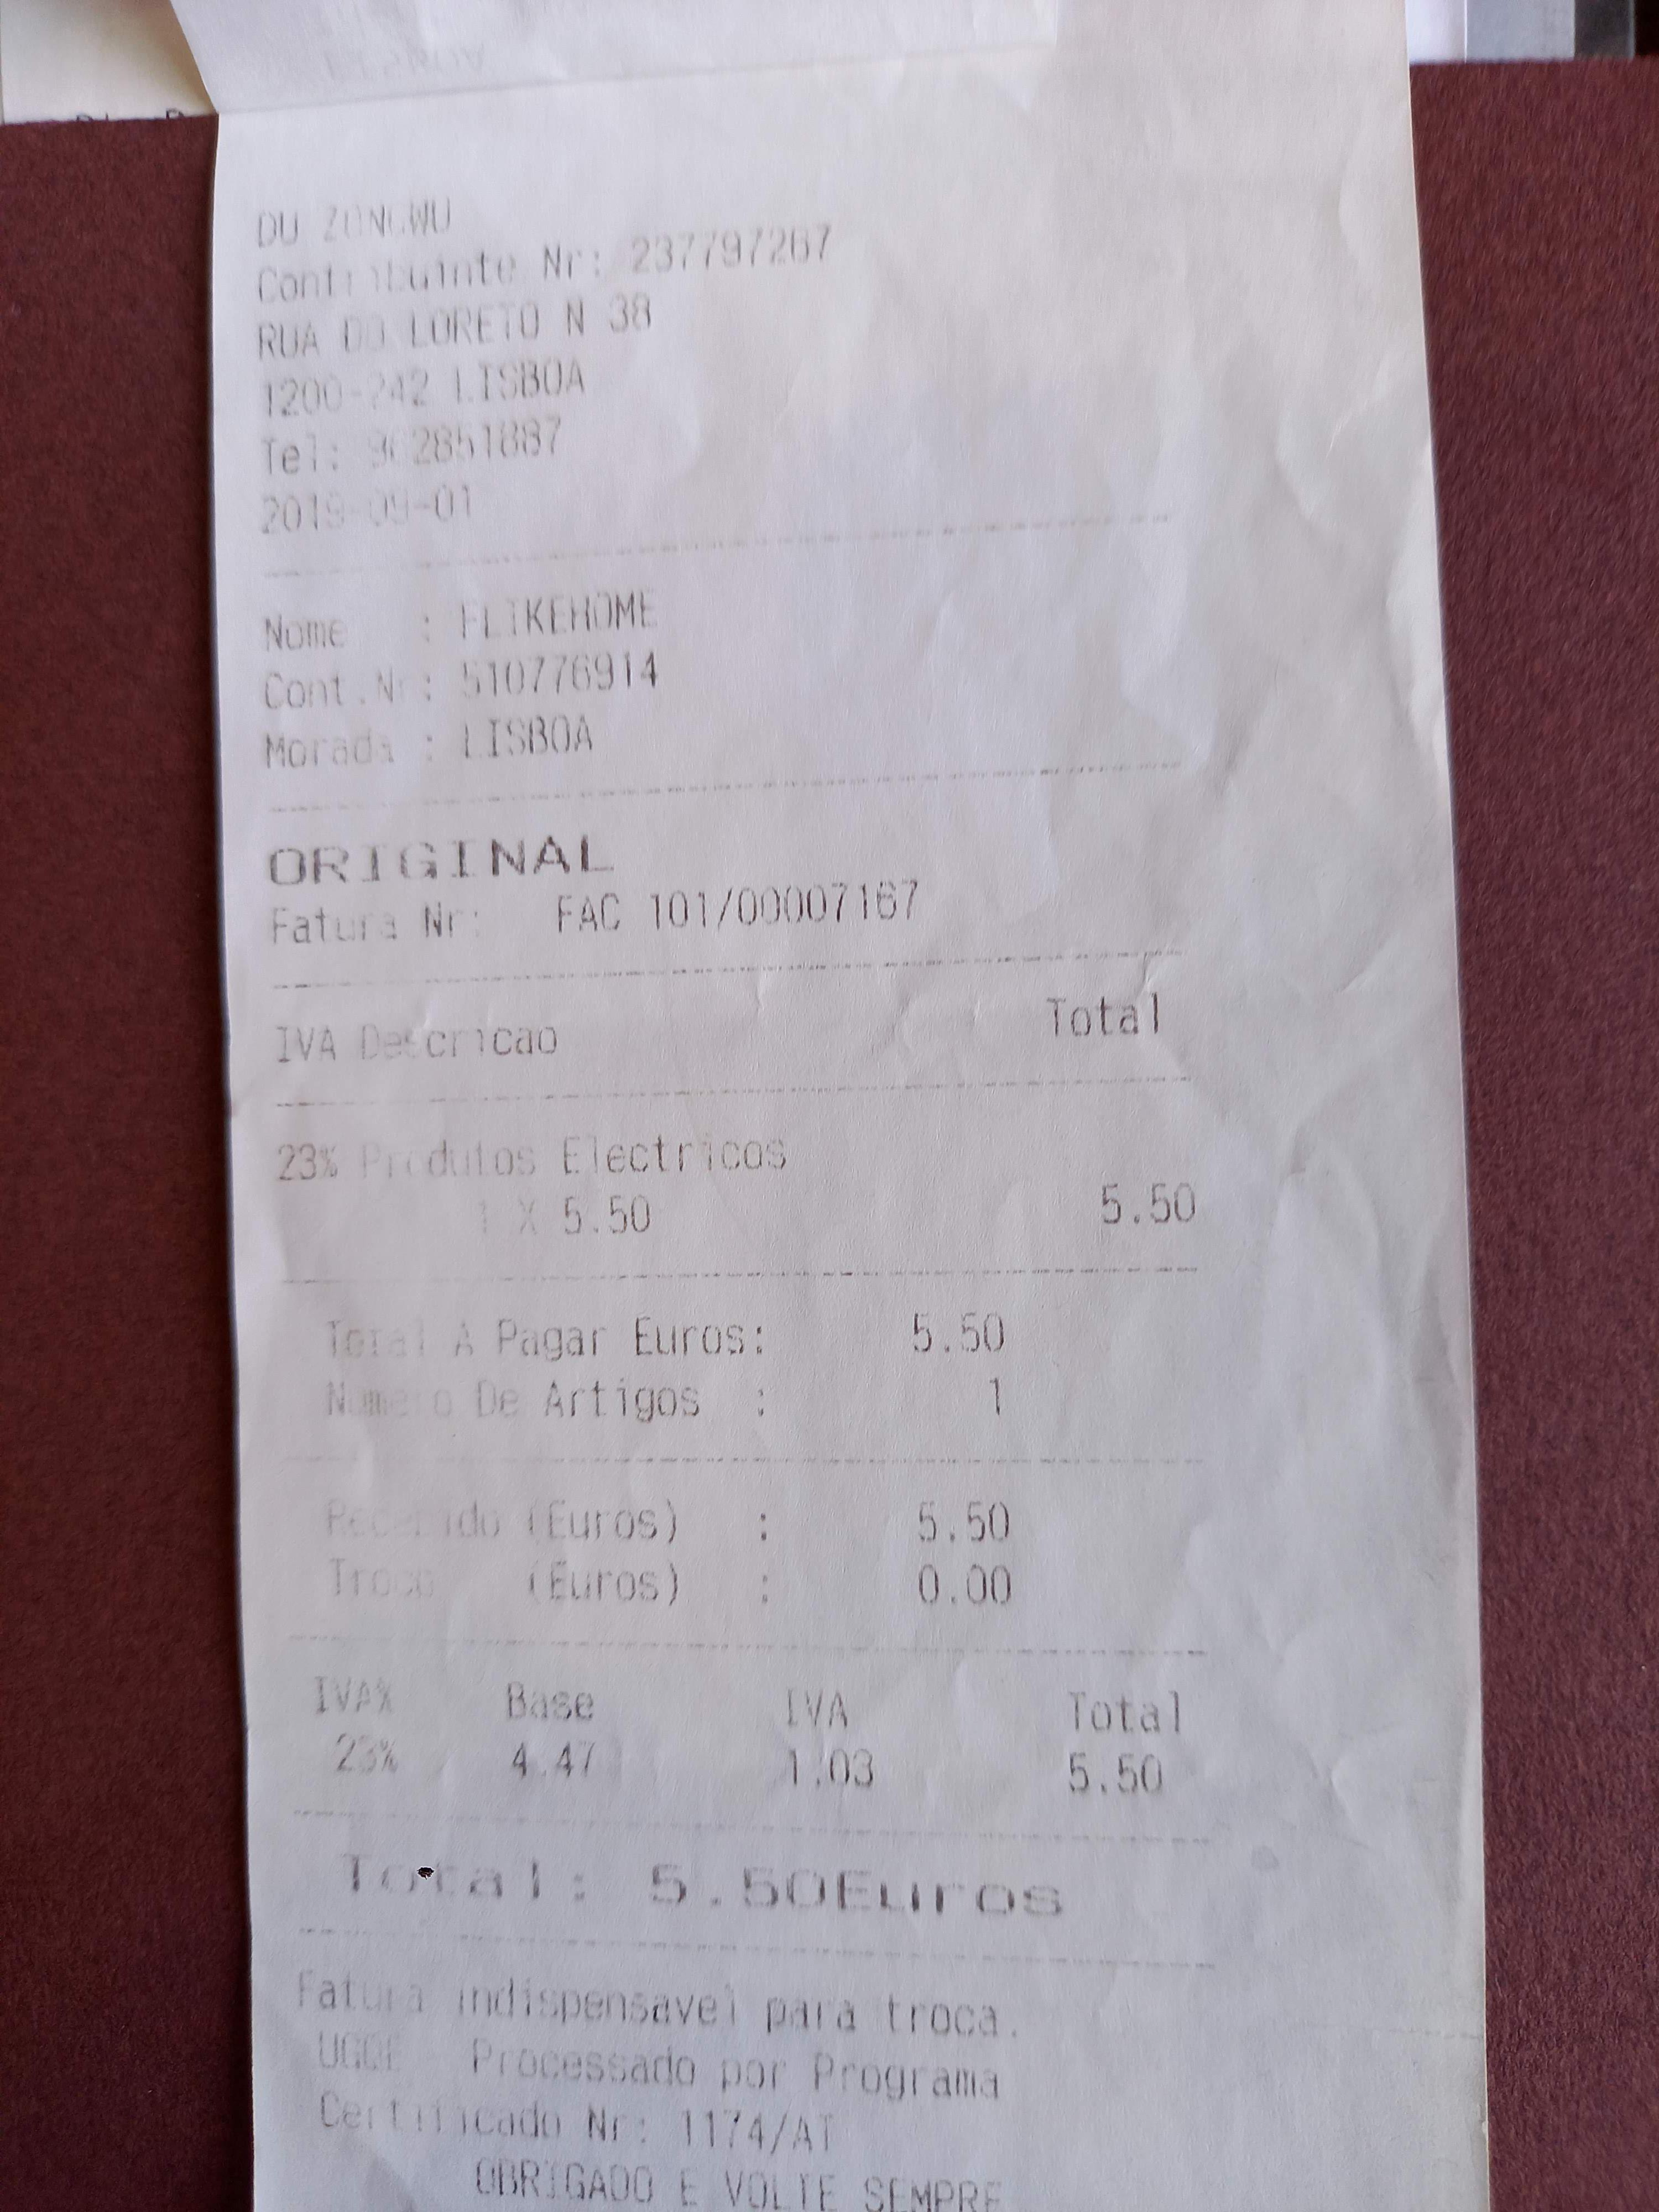 DU ZONGWU
Contribuinte Nr: 237797267
RUA DO LORETO N 38
1200-242 LISBOA
Tel:
2019-09-01
Nome : FLIKEHOME
Cont.Nr: 510776914
Morada : LISBOA
ORIGINAL
Fatura Nr: FAC 101/00007167
IVA Descricao Total
23% Produtos Electricos
1 X 5.50 5.50
Total A Pagar Euros: 5.50
Numero De Artigos : 1
Recebido (Euros) : 5.50
Troco (Euros) : 0.00
IVA% Base IVA Total
23% 4.47 1.03 5.50
Total: 5.50Euros
Fatura indispensavel para troca.
Processado por Programa
Certificado Nr: 1174/AT
OBRIGADO E VOLTE SEMPRE